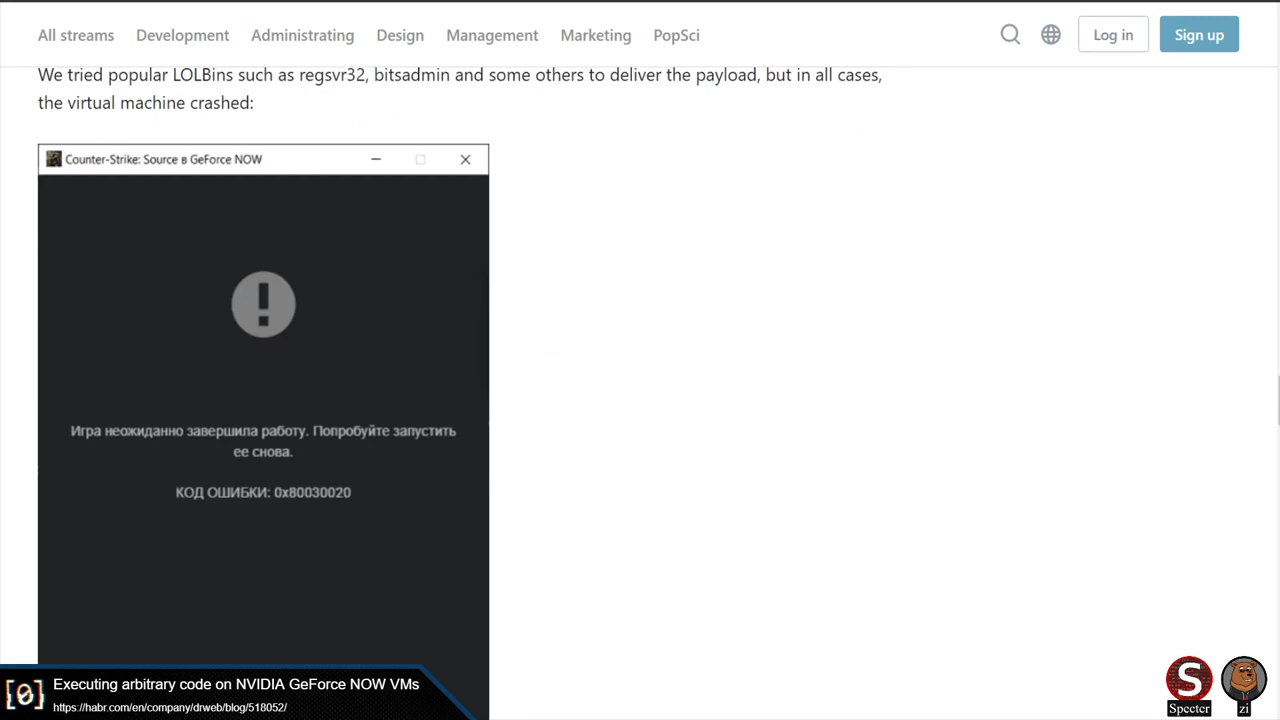 All streams Development Administrating Design Management Marketing PopSci Log in Sign up
We tried popular LOLBins such as regsvr32, bitsadmin and some others to deliver the payload, but in all cases,
the virtual machine crashed:
Counter-Strike: Source в GeForce NOW
Игра неожиданно завершила работу. Попробуйте запустить
ее снова.
КОД ОШИБКИ: 0x80030020
[0] Executing arbitrary code on NVIDIA GeForce NOW VMs
https://habr.com/en/company/drweb/blog/518052/
S
Specter zi